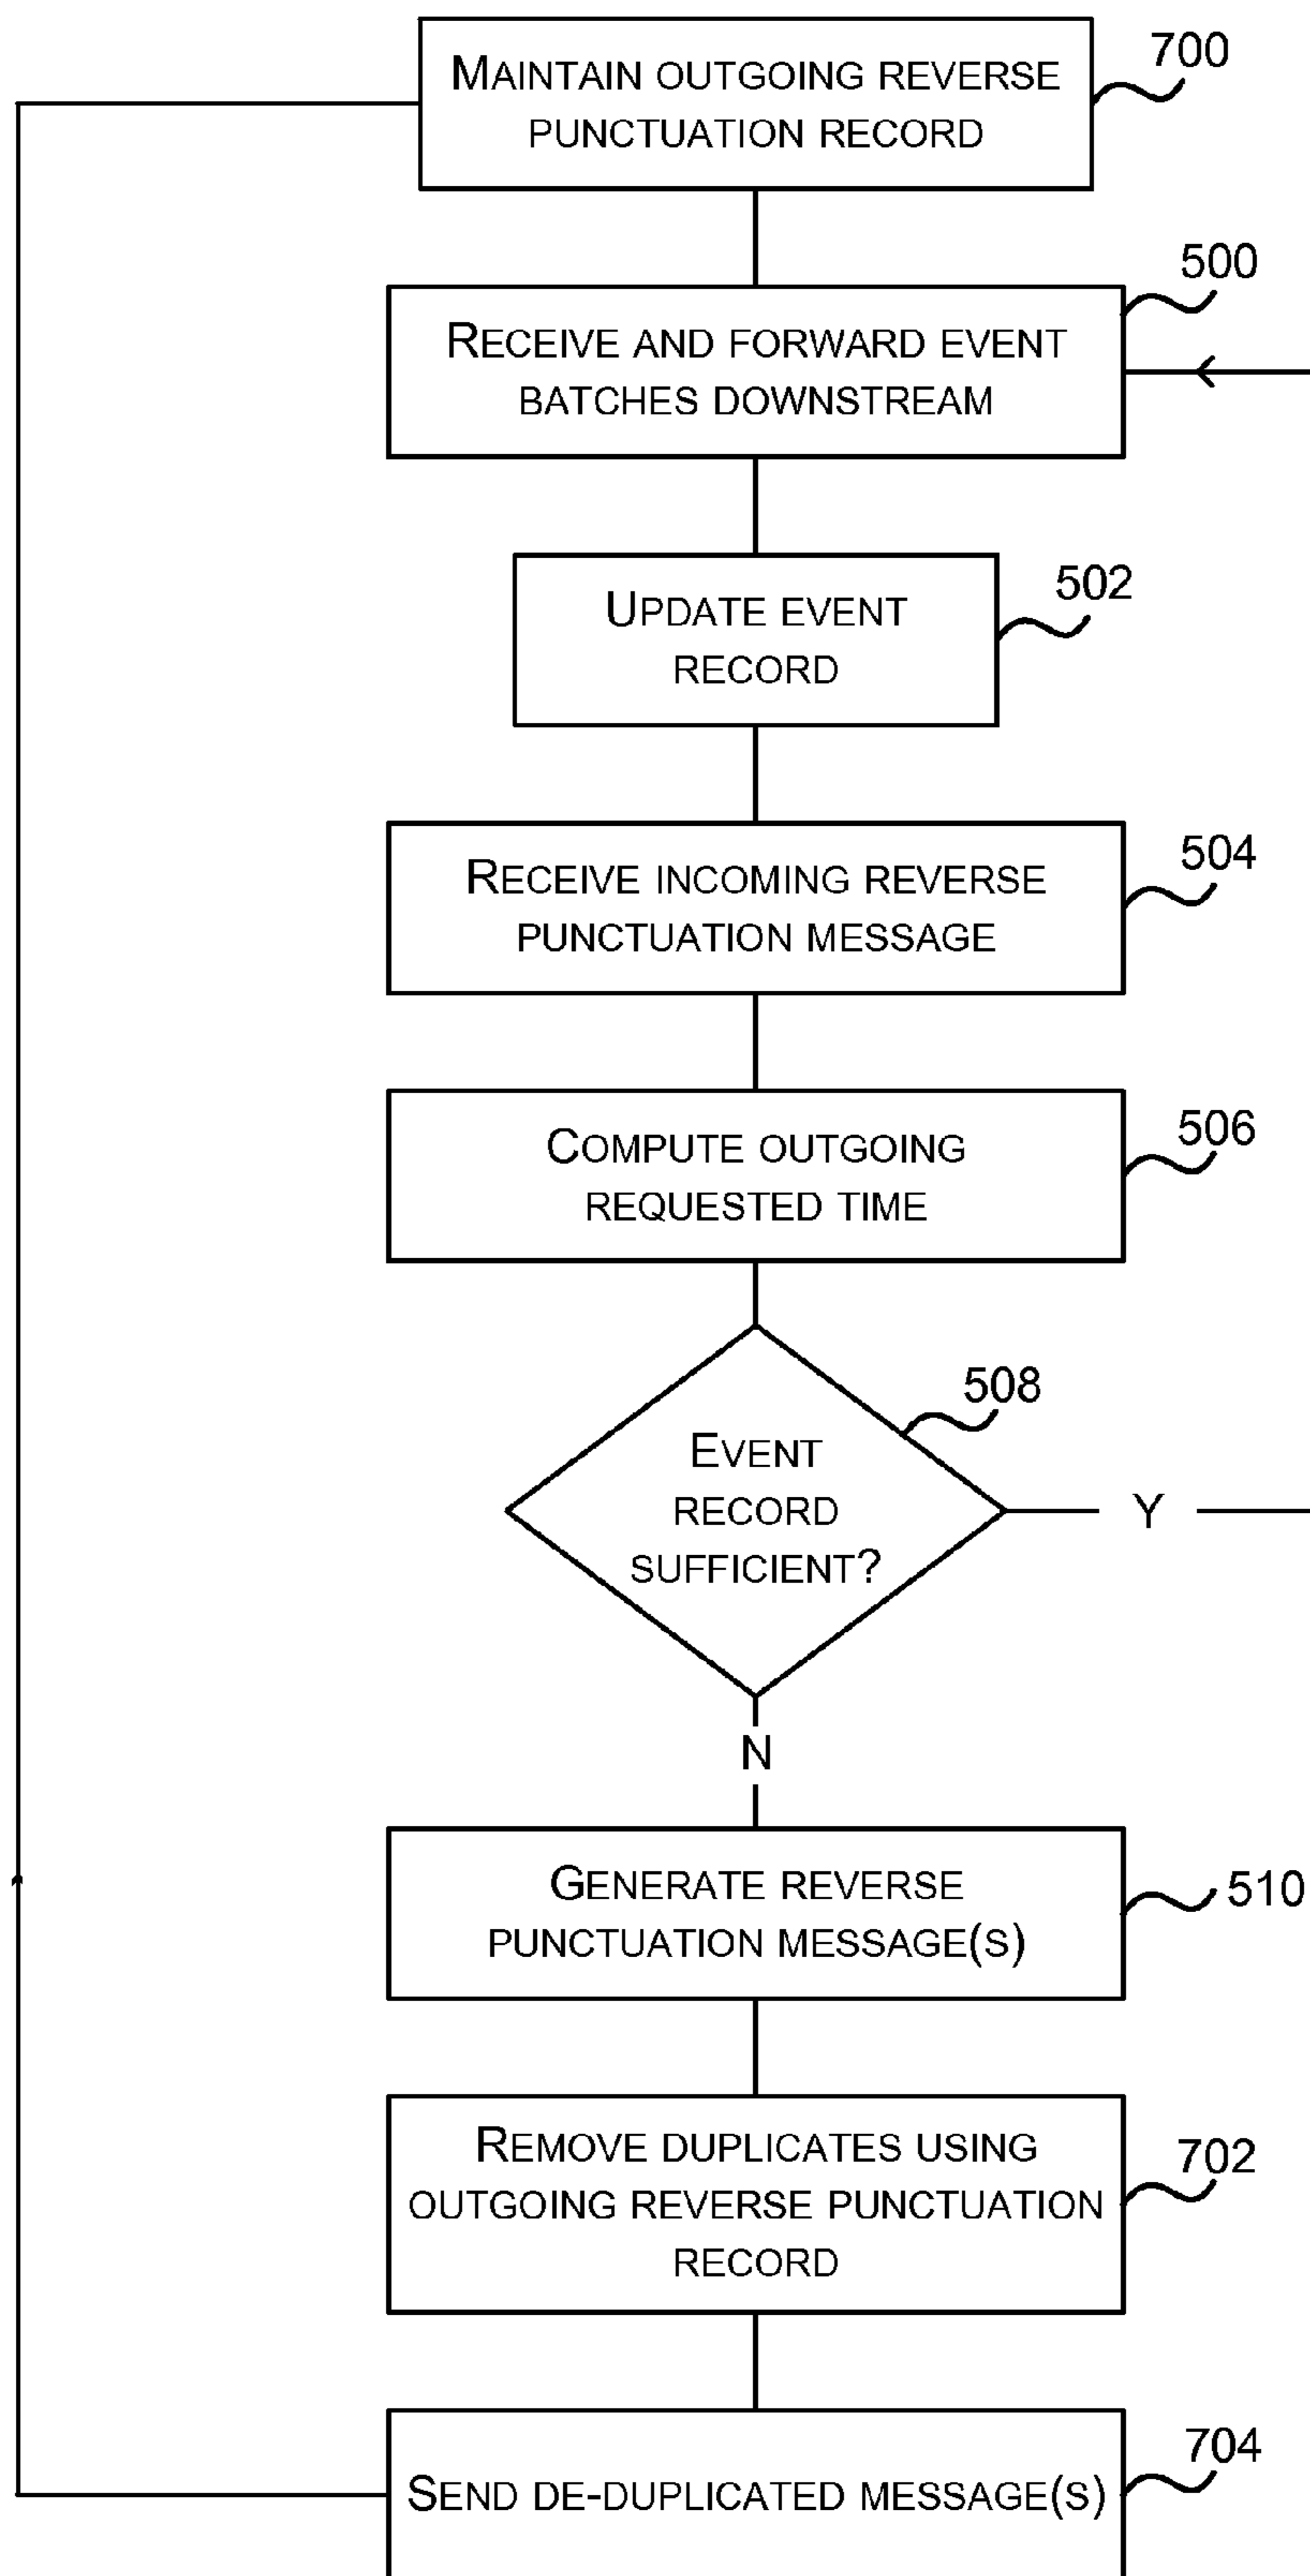 MAINTAIN OUTGOING REVERSE
PUNCTUATION RECORD
700
RECEIVE AND FORWARD EVENT
BATCHES DOWNSTREAM
500
UPDATE EVENT
RECORD
502
RECEIVE INCOMING REVERSE
PUNCTUATION MESSAGE
504
COMPUTE OUTGOING
REQUESTED TIME
506
EVENT
RECORD
SUFFICIENT?
508
Y
N
GENERATE REVERSE
PUNCTUATION MESSAGE(S)
510
REMOVE DUPLICATES USING
OUTGOING REVERSE PUNCTUATION
RECORD
702
SEND DE-DUPLICATED MESSAGE(S)
704